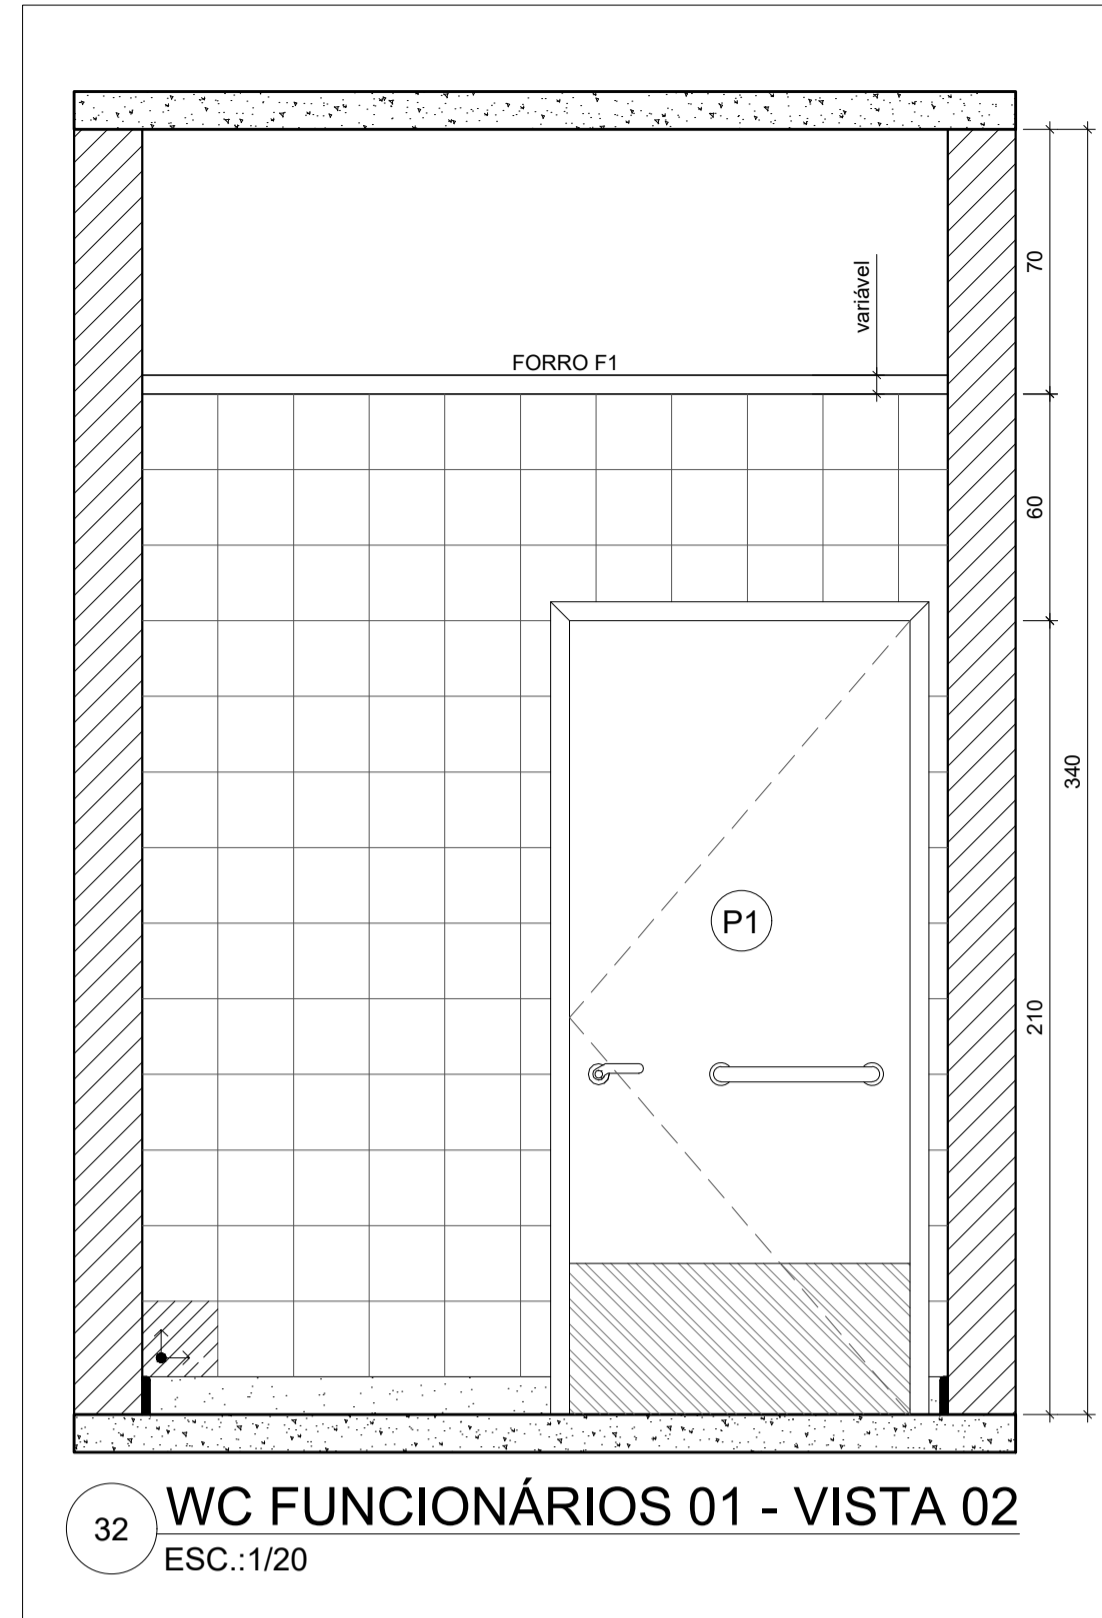 70
variável
FORRO F1
60
340
P1
210
32
WC FUNCIONÁRIOS 01 - VISTA 02
ESC.:1/20